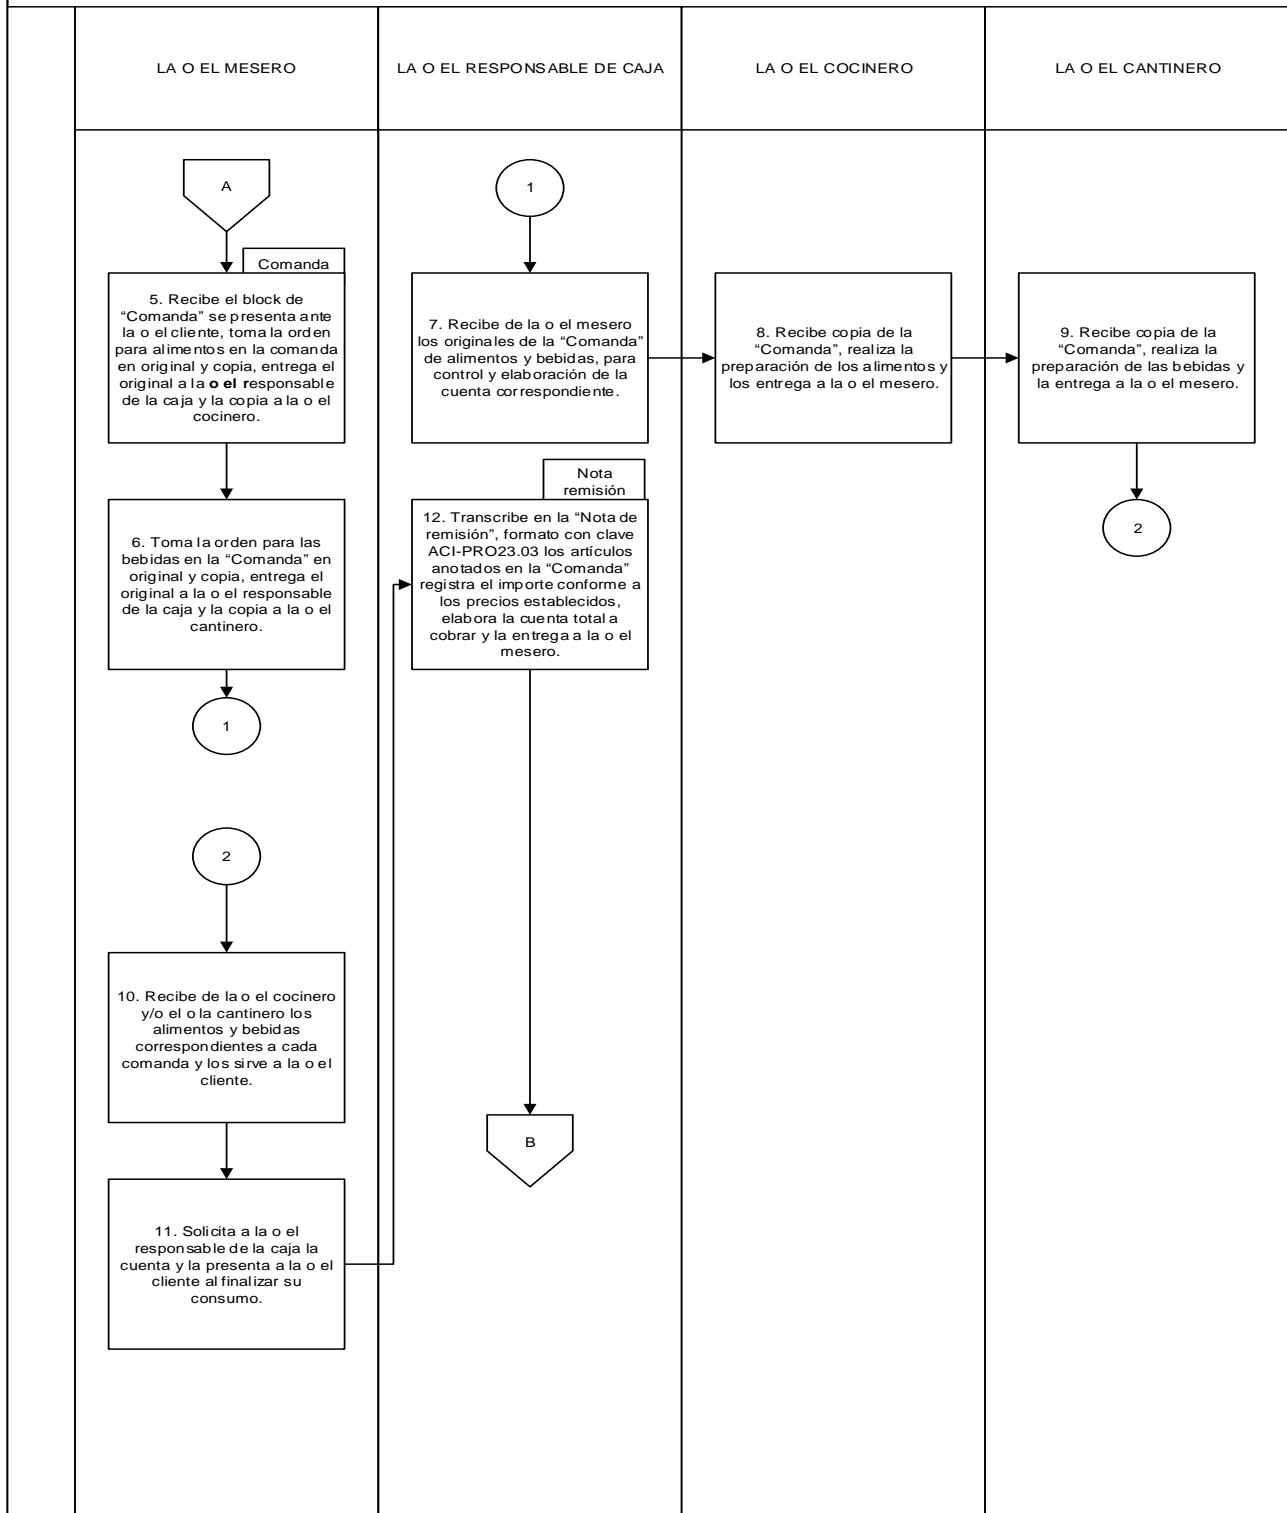 LA O EL MESERO
LA O EL RESPONSABLE DE CAJA
LA O EL COCINERO
LA O EL CANTINERO
A
Comanda
5. Recibe el block de
“Comanda” se presenta ante
la o el cliente, toma la orden
para alimentos en la comanda
en original y copia, entrega el
original a la o el responsable
de la caja y la copia a la o el
cocinero.
6. Toma la orden para las
bebidas en la “Comanda” en
original y copia, entrega el
original a la o el responsable
de la caja y la copia a la o el
cantinero.
1
1
7. Recibe de la o el mesero
los originales de la “Comanda”
de alimentos y bebidas, para
control y elaboración de la
cuenta correspondiente.
8. Recibe copia de la
“Comanda”, realiza la
preparación de los alimentos y
los entrega a la o el mesero.
9. Recibe copia de la
“Comanda”, realiza la
preparación de las bebidas y
la entrega a la o el mesero.
2
2
10. Recibe de la o el cocinero
y/o el o la cantinero los
alimentos y bebidas
correspondientes a cada
comanda y los sirve a la o el
cliente.
11. Solicita a la o el
responsable de la caja la
cuenta y la presenta a la o el
cliente al finalizar su
consumo.
Nota
remisión
12. Transcribe en la “Nota de
remisión”, formato con clave
ACI-PRO23.03 los artículos
anotados en la “Comanda”
registra el importe conforme a
los precios establecidos,
elabora la cuenta total a
cobrar y la entrega a la o el
mesero.
B